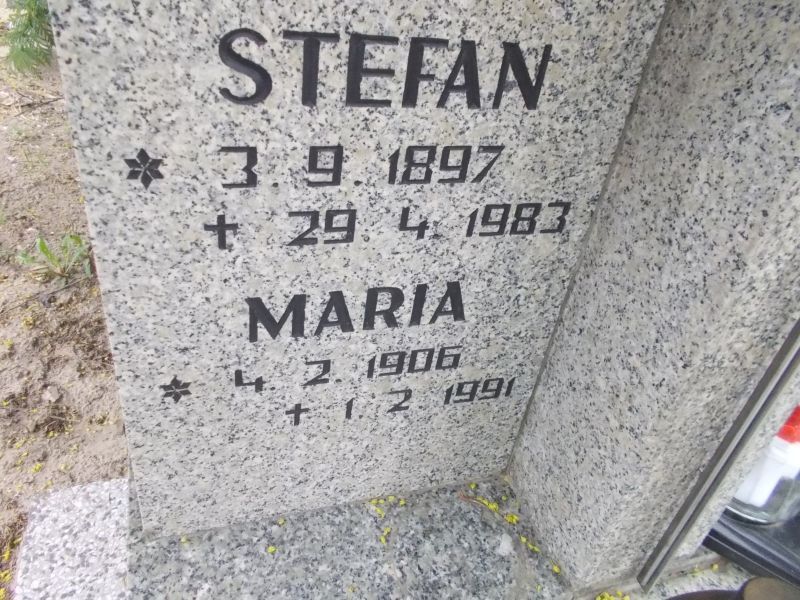 STEFAN
* 3. 9. 1897
+ 29. 4. 1983
MARIA
* 4. 2. 1906
+ 1. 2. 1991